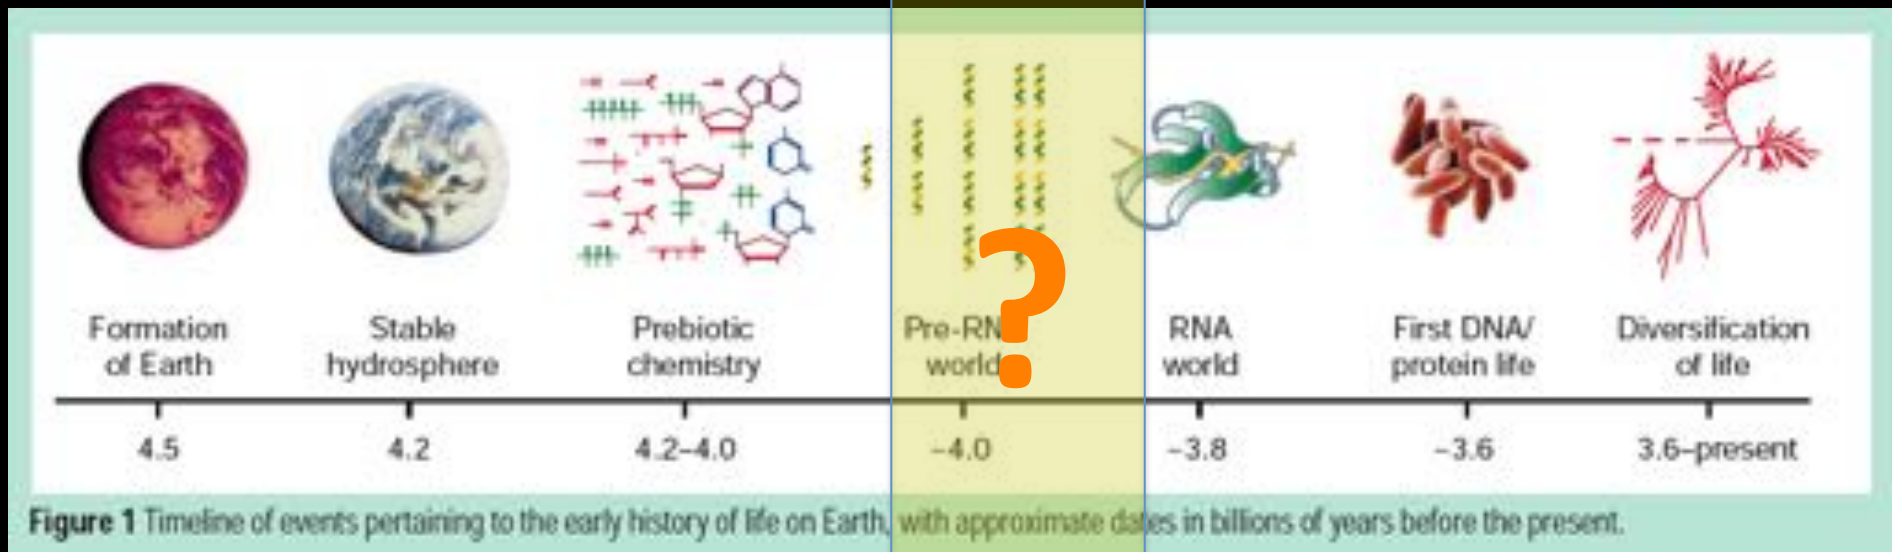 Formation
of Earth
Stable
hydrosphere
Prebiotic
chemistry
Pre-RN
world
?
RNA
world
First DNA/
protein life
Diversification
of life
4.5
4.2
4.2–4.0
~4.0
~3.8
~3.6
3.6–present
Figure 1 Timeline of events pertaining to the early history of life on Earth, with approximate dates in billions of years before the present.